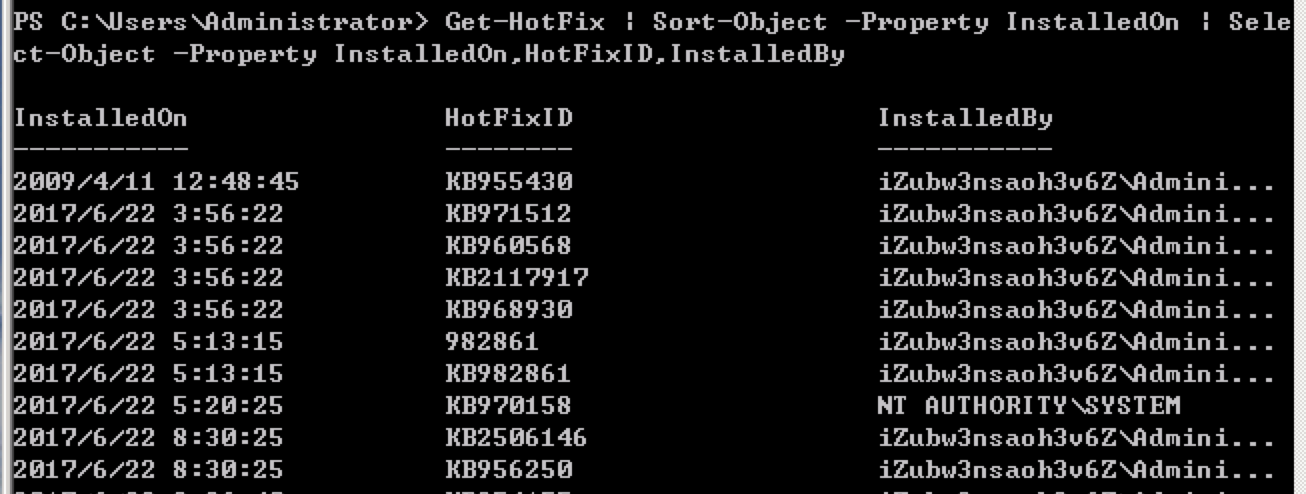 PS C:\Users\Administrator> Get-HotFix | Sort-Object -Property InstalledOn | Sele
ct-Object -Property InstalledOn,HotFixID,InstalledBy
InstalledOn HotFixID InstalledBy
----------- -------- -----------
2009/4/11 12:48:45 KB955430 iZubw3nsaoh3v6Z\Admini...
2017/6/22 3:56:22 KB971512 iZubw3nsaoh3v6Z\Admini...
2017/6/22 3:56:22 KB960568 iZubw3nsaoh3v6Z\Admini...
2017/6/22 3:56:22 KB2117917 iZubw3nsaoh3v6Z\Admini...
2017/6/22 3:56:22 KB968930 iZubw3nsaoh3v6Z\Admini...
2017/6/22 5:13:15 982861 iZubw3nsaoh3v6Z\Admini...
2017/6/22 5:13:15 KB982861 iZubw3nsaoh3v6Z\Admini...
2017/6/22 5:20:25 KB970158 NT AUTHORITY\SYSTEM
2017/6/22 8:30:25 KB2506146 iZubw3nsaoh3v6Z\Admini...
2017/6/22 8:30:25 KB956250 iZubw3nsaoh3v6Z\Admini...